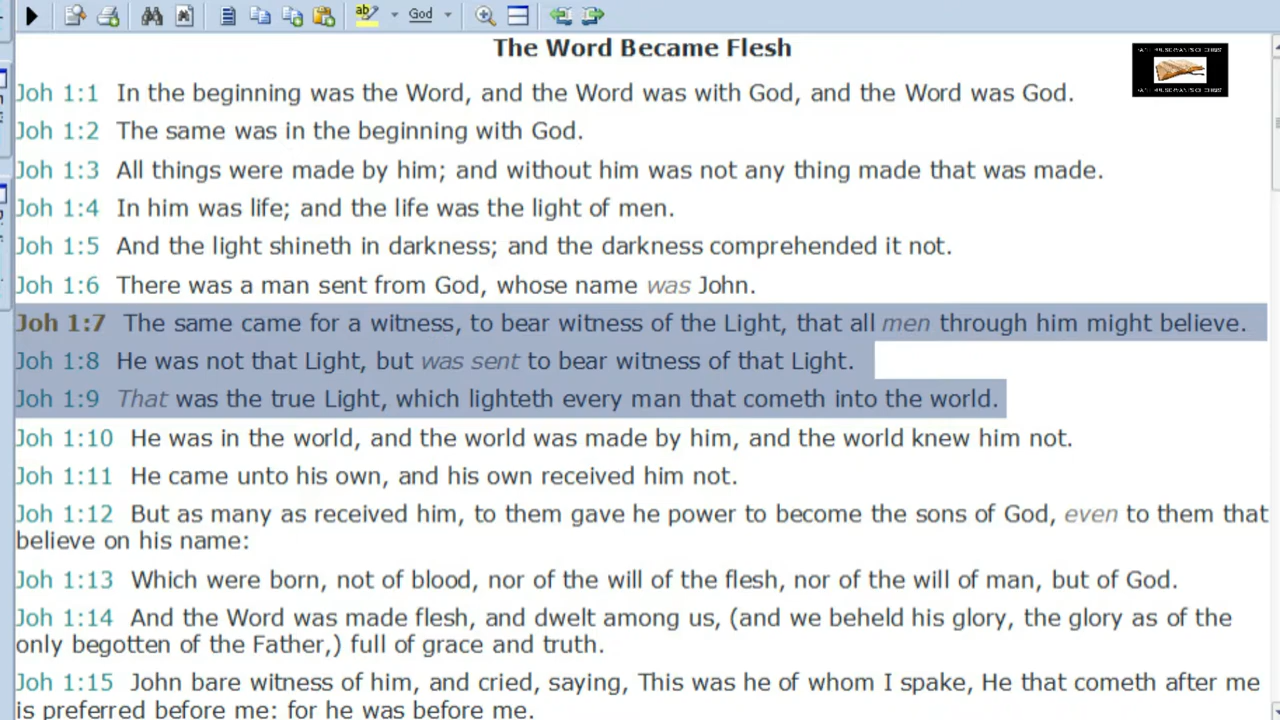 God
The Word Became Flesh
Joh 1:1 In the beginning was the Word, and the Word was with God, and the Word was God.
Joh 1:2 The same was in the beginning with God.
Joh 1:3 All things were made by him; and without him was not any thing made that was made.
Joh 1:4 In him was life; and the life was the light of men.
Joh 1:5 And the light shineth in darkness; and the darkness comprehended it not.
Joh 1:6 There was a man sent from God, whose name was John.
Joh 1:7 The same came for a witness, to bear witness of the Light, that all men through him might believe.
Joh 1:8 He was not that Light, but was sent to bear witness of that Light.
Joh 1:9 That was the true Light, which lighteth every man that cometh into the world.
Joh 1:10 He was in the world, and the world was made by him, and the world knew him not.
Joh 1:11 He came unto his own, and his own received him not.
Joh 1:12 But as many as received him, to them gave he power to become the sons of God, even to them that
believe on his name:
Joh 1:13 Which were born, not of blood, nor of the will of the flesh, nor of the will of man, but of God.
Joh 1:14 And the Word was made flesh, and dwelt among us, (and we beheld his glory, the glory as of the
only begotten of the Father,) full of grace and truth.
Joh 1:15 John bare witness of him, and cried, saying, This was he of whom I spake, He that cometh after me
is preferred before me: for he was before me.